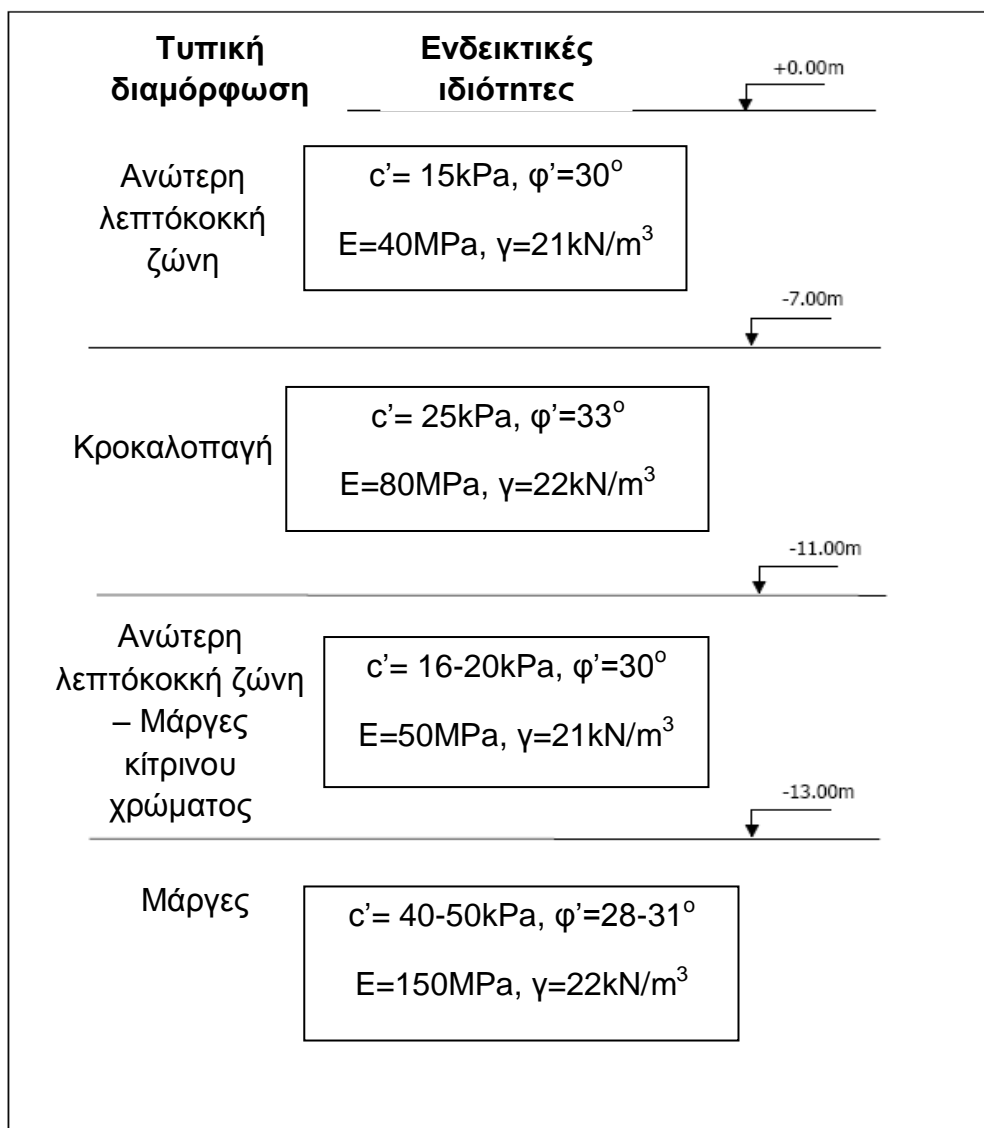 Τυπική
διαμόρφωση
Ενδεικτικές
ιδιότητες
+0.00m
Ανώτερη
λεπτόκοκκή
ζώνη
c’= 15kPa, φ’=30°
E=40MPa, γ=21kN/m³
-7.00m
Κροκαλοπαγή
c’= 25kPa, φ’=33°
E=80MPa, γ=22kN/m³
-11.00m
Ανώτερη
λεπτόκοκκή ζώνη
– Μάργες
κίτρινου
χρώματος
c’= 16-20kPa, φ’=30°
E=50MPa, γ=21kN/m³
-13.00m
Μάργες
c’= 40-50kPa, φ’=28-31°
E=150MPa, γ=22kN/m³